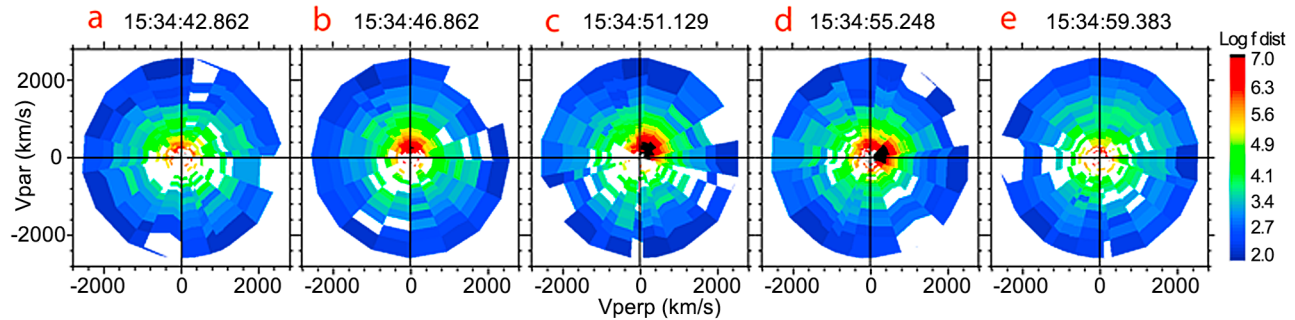 a 15:34:42.862 b 15:34:46.862 c 15:34:51.129 d 15:34:55.248 e 15:34:59.383
Log f dist
7.0
6.3
5.6
4.9
4.1
3.4
2.7
2.0
Vpar (km/s)
2000
0
-2000
-2000 0 2000 -2000 0 2000 -2000 0 2000 -2000 0 2000 -2000 0 2000
Vperp (km/s)